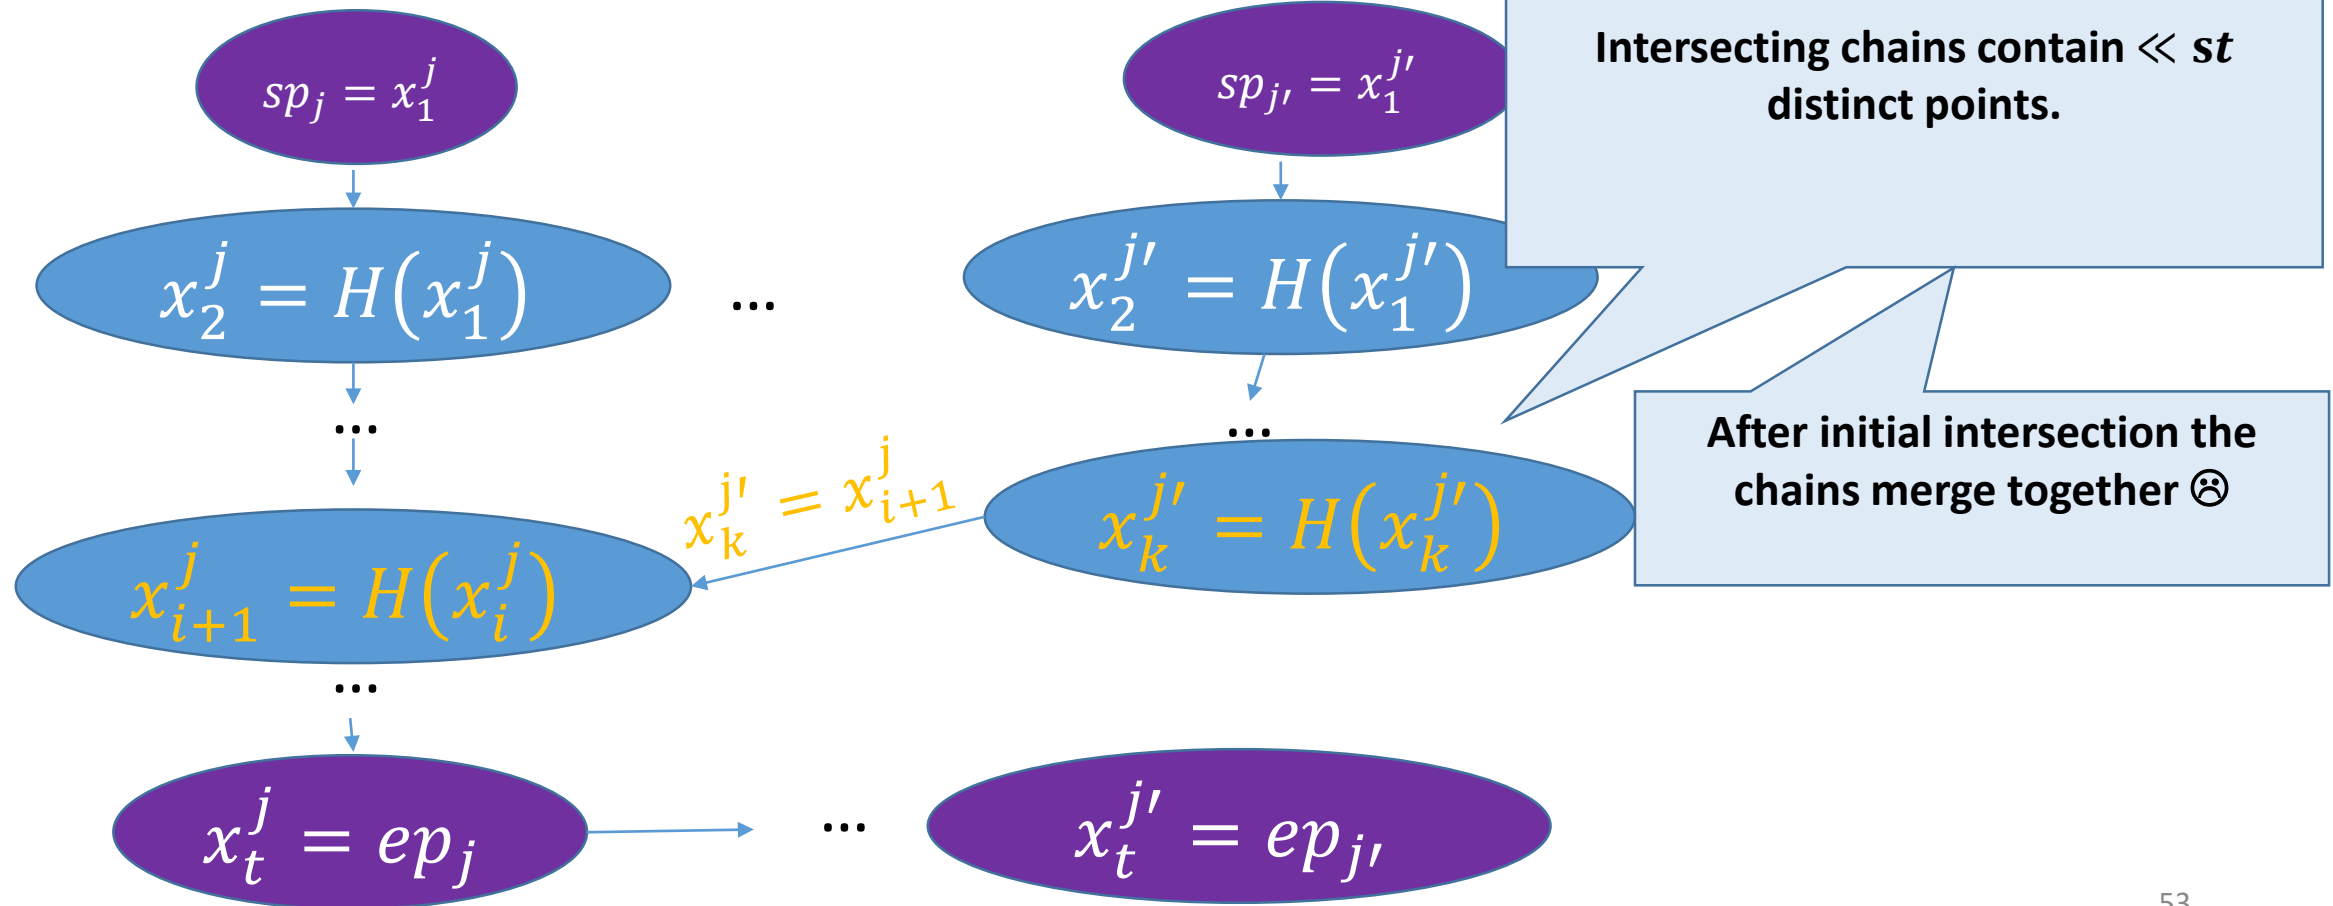 sp_j = x_1^j
sp_{j'} = x_1^{j'}
Intersecting chains contain ≪ st
distinct points.
x_2^j = H(x_1^j)
...
x_2^{j'} = H(x_1^{j'})
...
...
After initial intersection the
chains merge together ☹
x_k^{j'} = x_{i+1}^j
x_k^{j'} = H(x_k^{j'})
x_{i+1}^j = H(x_i^j)
...
x_t^j = ep_j
...
x_t^{j'} = ep_{j'}
53